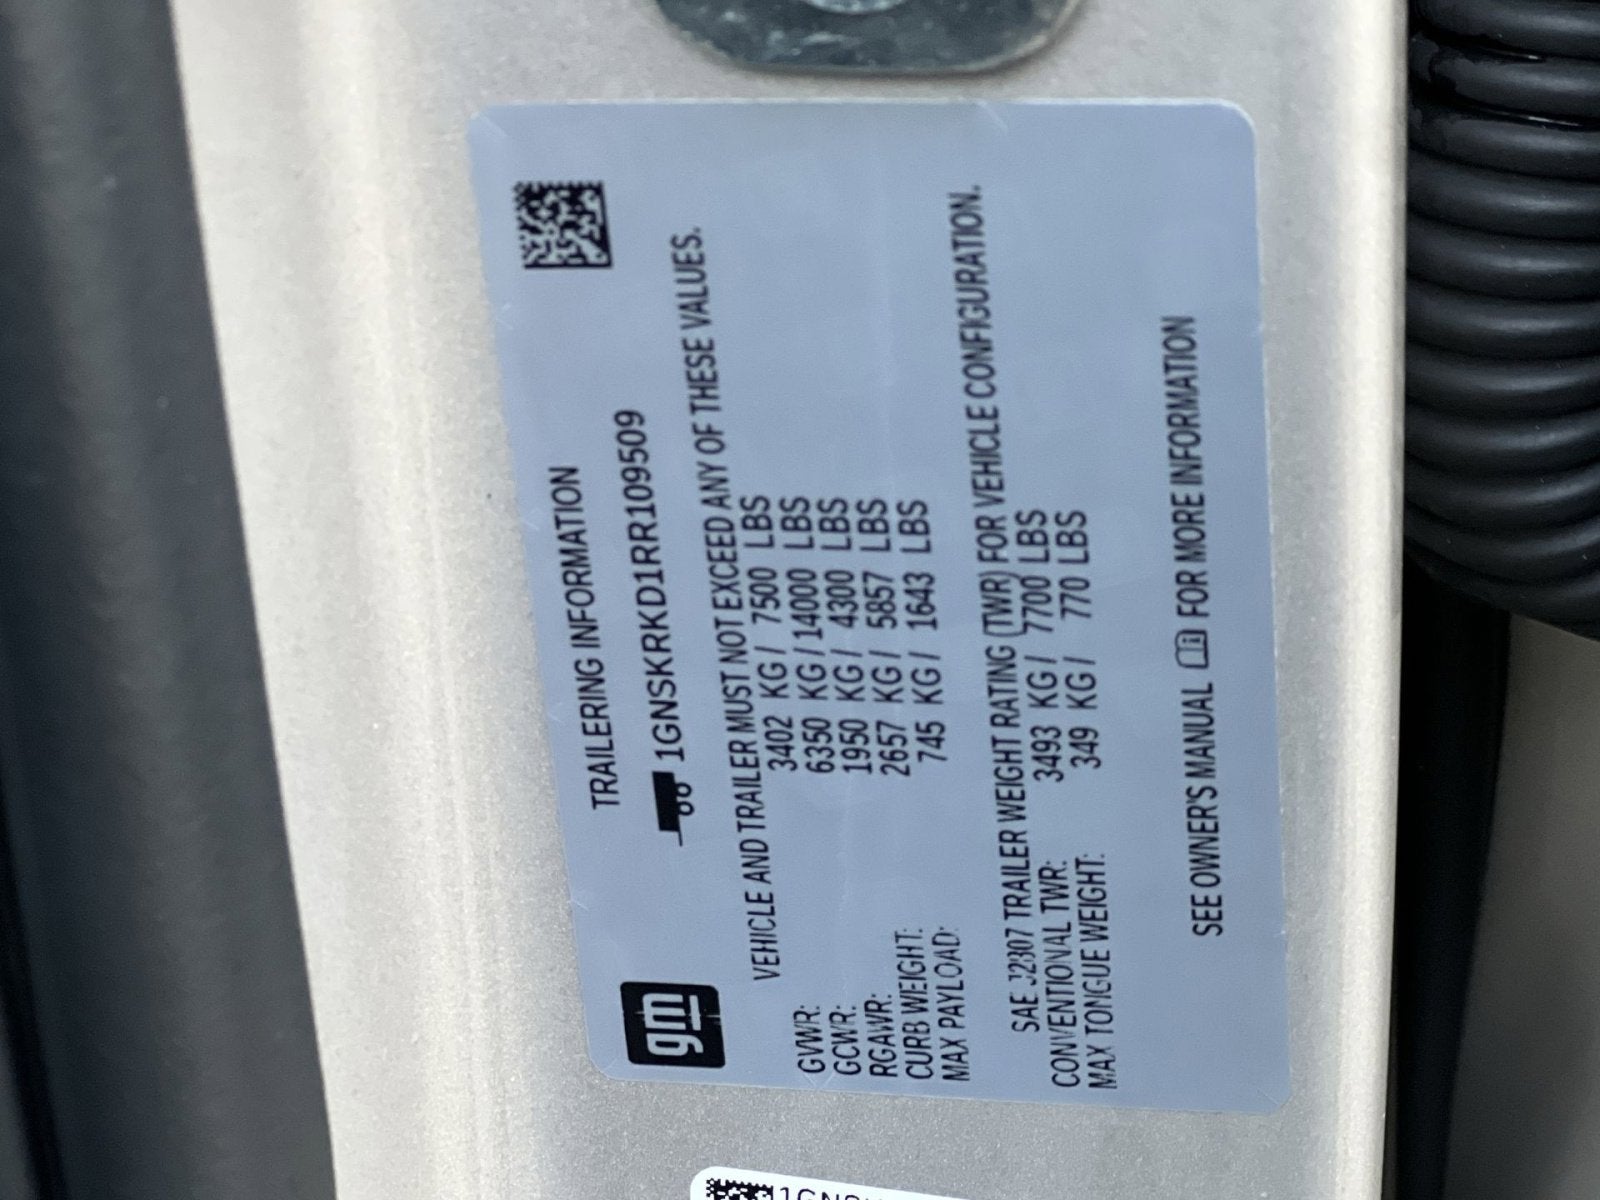 TRAILERING INFORMATION
gm
1GNSKRKD1RR109509
VEHICLE AND TRAILER MUST NOT EXCEED ANY OF THESE VALUES.
GVWR: 3402 KG / 7500 LBS
GCWR: 6350 KG / 14000 LBS
RGAWR: 1950 KG / 4300 LBS
CURB WEIGHT: 2657 KG / 5857 LBS
MAX PAYLOAD: 745 KG / 1643 LBS
SAE J2807 TRAILER WEIGHT RATING (TWR) FOR VEHICLE CONFIGURATION.
CONVENTIONAL TWR: 3493 KG / 7700 LBS
MAX TONGUE WEIGHT: 349 KG / 770 LBS
SEE OWNER'S MANUAL FOR MORE INFORMATION